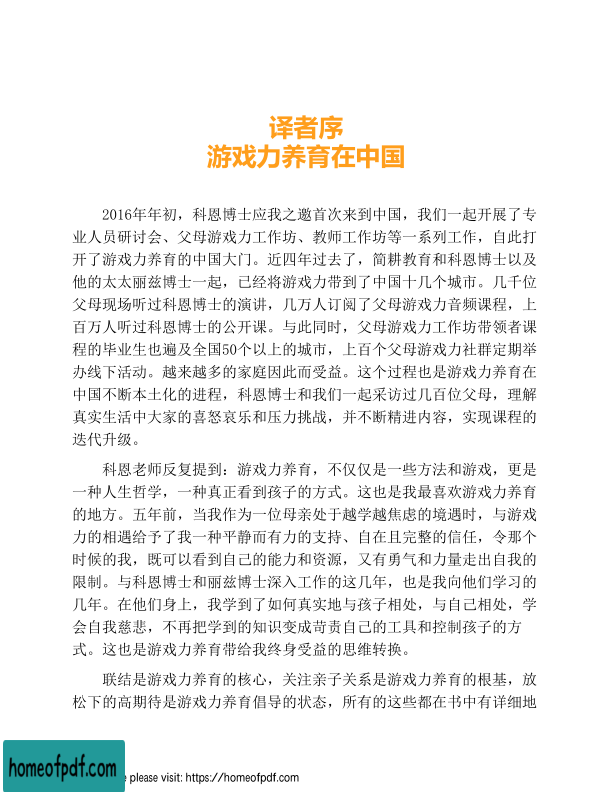 译者序
游戏力养育在中国
2016年年初，科恩博士应我之邀首次来到中国，我们一起开展了专
业人员研讨会、父母游戏力工作坊、教师工作坊等一系列工作，自此打
开了游戏力养育的中国大门。近四年过去了，简耕教育和科恩博士以及
他的太太丽兹博士一起，已经将游戏力带到了中国十几个城市。几千位
父母现场听过科恩博士的演讲，几万人订阅了父母游戏力音频课程，上
百万人听过科恩博士的公开课。与此同时，父母游戏力工作坊带领者课
程的毕业生也遍及全国50个以上的城市，上百个父母游戏力社群定期举
办线下活动。越来越多的家庭因此而受益。这个过程也是游戏力养育在
中国不断本土化的进程，科恩博士和我们一起采访过几百位父母，理解
真实生活中大家的喜怒哀乐和压力挑战，并不断精进内容，实现课程的
迭代升级。
科恩老师反复提到：游戏力养育，不仅仅是一些方法和游戏，更是
一种人生哲学，一种真正看到孩子的方式。这也是我最喜欢游戏力养育
的地方。五年前，当我作为一位母亲处于越学越焦虑的境遇时，与游戏
力的相遇给予了我一种平静而有力的支持、自在且完整的信任，令那个
时候的我，既可以看到自己的能力和资源，又有勇气和力量走出自我的
限制。与科恩博士和丽兹博士深入工作的这几年，也是我向他们学习的
几年。在他们身上，我学到了如何真实地与孩子相处，与自己相处，学
会自我慈悲，不再把学到的知识变成苛责自己的工具和控制孩子的方
式。这也是游戏力养育带给我终身受益的思维转换。
联结是游戏力养育的核心，关注亲子关系是游戏力养育的根基，放
松下的高期待是游戏力养育倡导的状态，所有的这些都在书中有详细地
homeofpdf.com
e please visit: https://homeofpdf.com